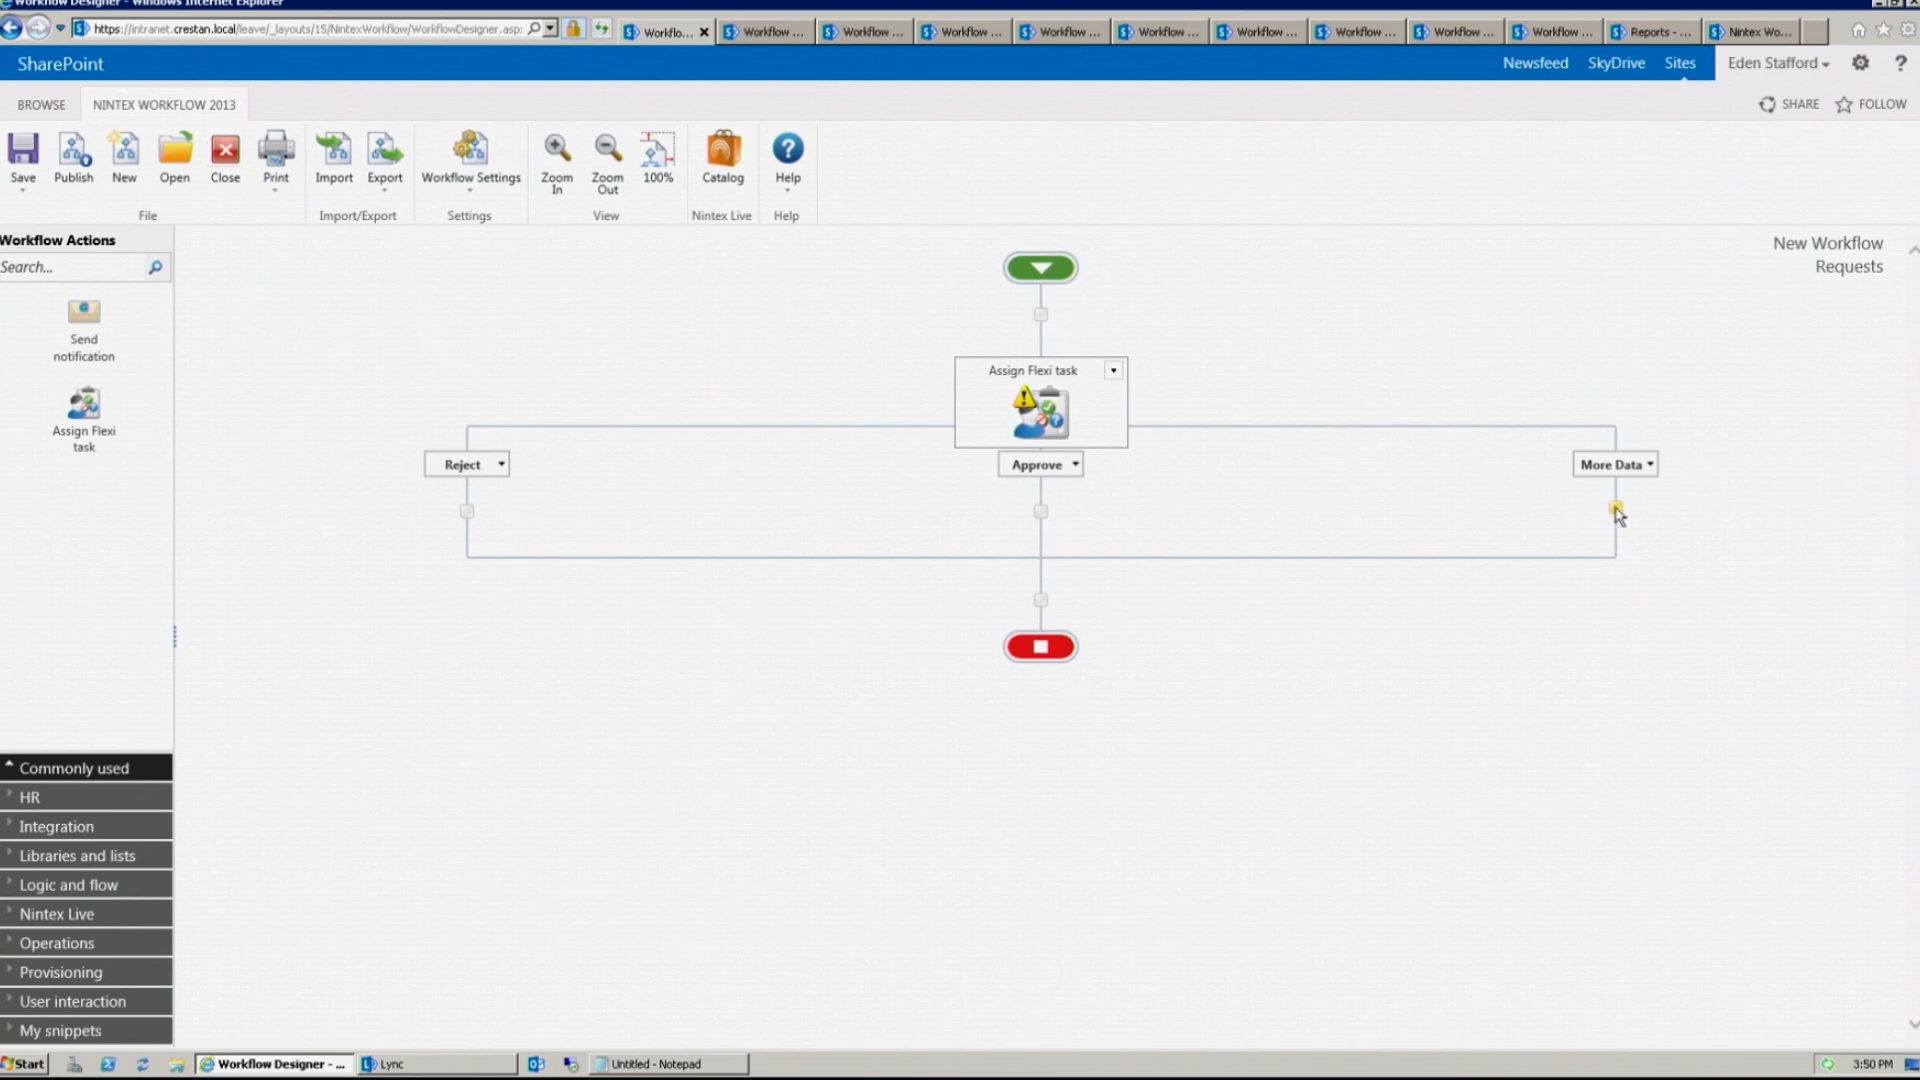 Workflow Designer - Windows Internet Explorer
https://intranet.crestan.local/leave/_layouts/15/NintexWorkflow/WorkflowDesigner.asp:
Workflo...
Workflow ...
Workflow ...
Workflow ...
Workflow ...
Workflow ...
Workflow ...
Workflow ...
Workflow ...
Workflow ...
Reports - ...
Nintex Wo...
SharePoint
Newsfeed
SkyDrive
Sites
Eden Stafford
?
BROWSE
NINTEX WORKFLOW 2013
SHARE
FOLLOW
Save
Publish
New
Open
Close
Print
Import
Export
Workflow Settings
Zoom In
Zoom Out
100%
Catalog
Help
File
Import/Export
Settings
View
Nintex Live
Help
Workflow Actions
Search...
Send
notification
Assign Flexi
task
New Workflow
Requests
Assign Flexi task
Reject
Approve
More Data
Commonly used
HR
Integration
Libraries and lists
Logic and flow
Nintex Live
Operations
Provisioning
User interaction
My snippets
Start
Workflow Designer - ...
Lync
Untitled - Notepad
3:50 PM